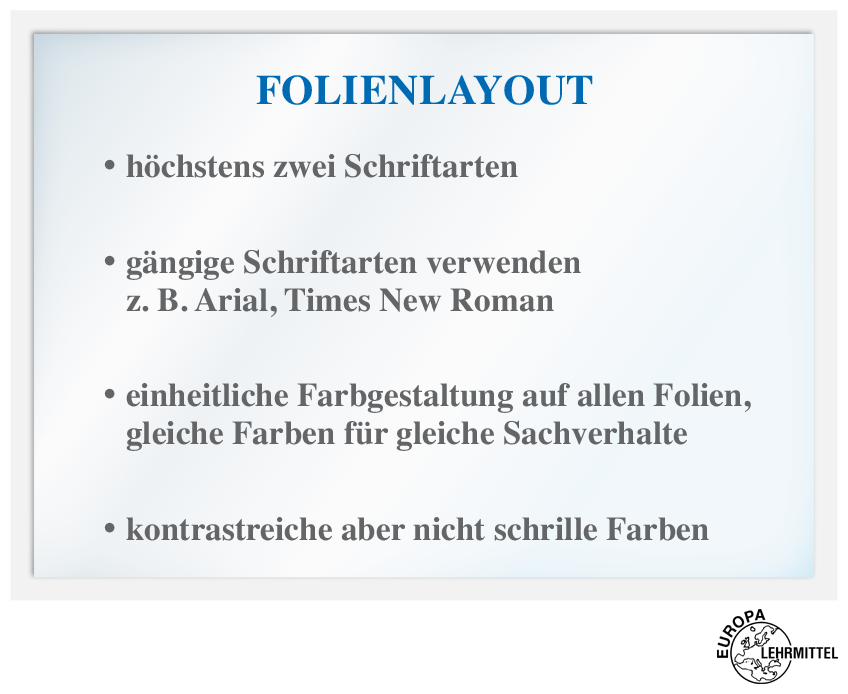 FOLIENLAYOUT
• höchstens zwei Schriftarten
• gängige Schriftarten verwenden
z. B. Arial, Times New Roman
• einheitliche Farbgestaltung auf allen Folien,
gleiche Farben für gleiche Sachverhalte
• kontrastreiche aber nicht schrille Farben
EUROPA
LEHRMITTEL